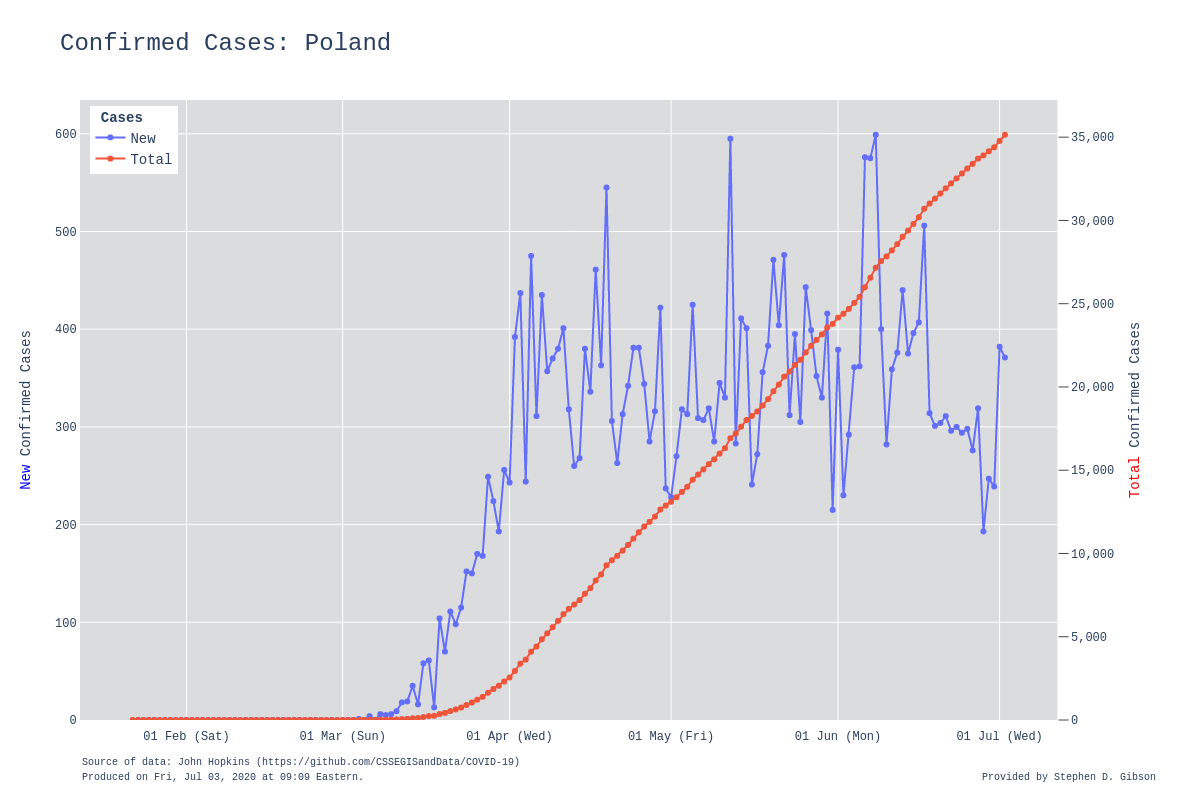 Confirmed Cases: Poland
Cases
New
Total
600
500
400
300
200
100
0
New Confirmed Cases
35,000
30,000
25,000
20,000
15,000
10,000
5,000
0
Total Confirmed Cases
01 Feb (Sat)
01 Mar (Sun)
01 Apr (Wed)
01 May (Fri)
01 Jun (Mon)
01 Jul (Wed)
Source of data: John Hopkins (https://github.com/CSSEGISandData/COVID-19)
Produced on Fri, Jul 03, 2020 at 09:09 Eastern.
Provided by Stephen D. Gibson